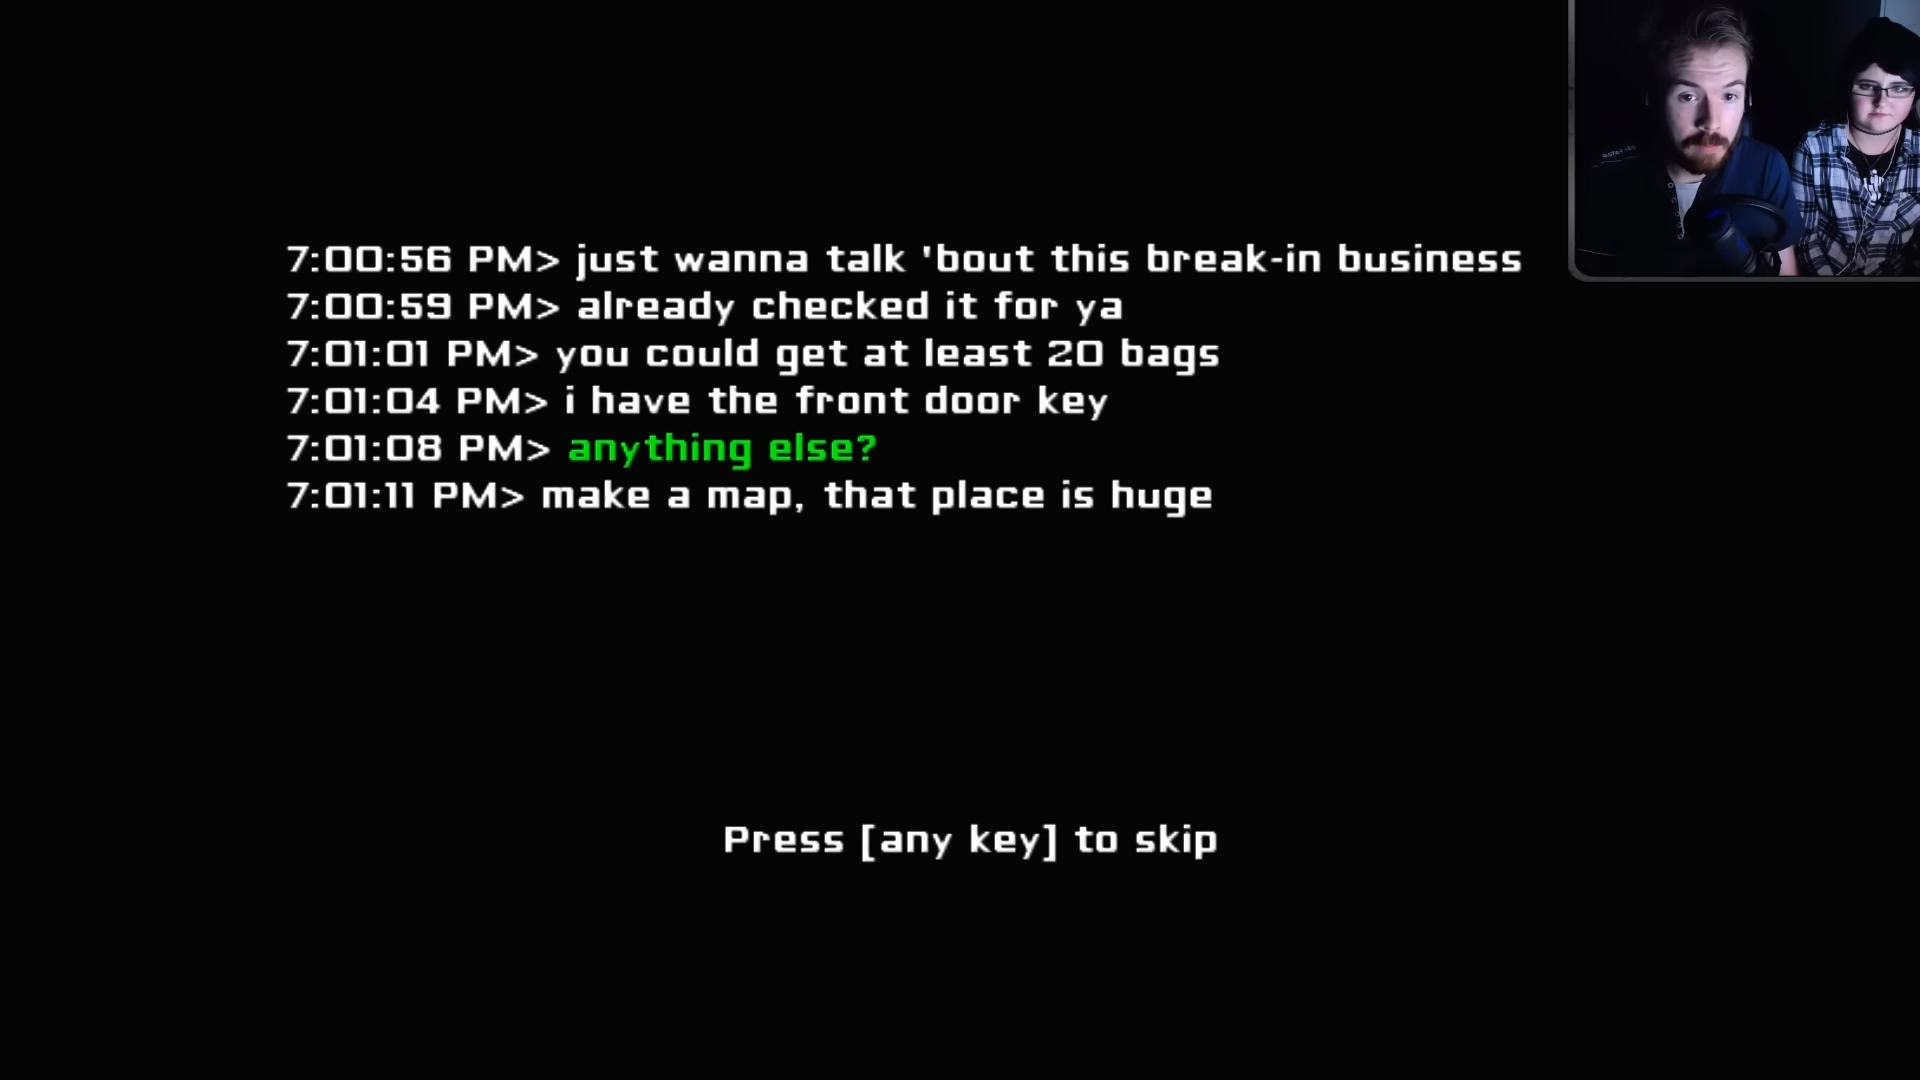 7:00:56 PM> just wanna talk 'bout this break-in business
7:00:59 PM> already checked it for ya
7:01:01 PM> you could get at least 20 bags
7:01:04 PM> i have the front door key
7:01:08 PM> anything else?
7:01:11 PM> make a map, that place is huge
Press [any key] to skip